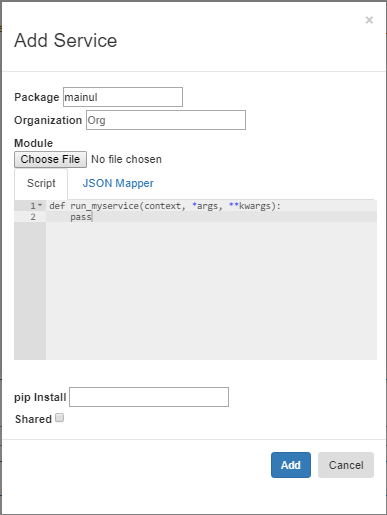 ×
Add Service
Package mainul
Organization Org
Module
Choose File No file chosen
Script JSON Mapper
1 def run_myservice(context, *args, **kwargs):
2 pass
pip Install
Shared
Add Cancel